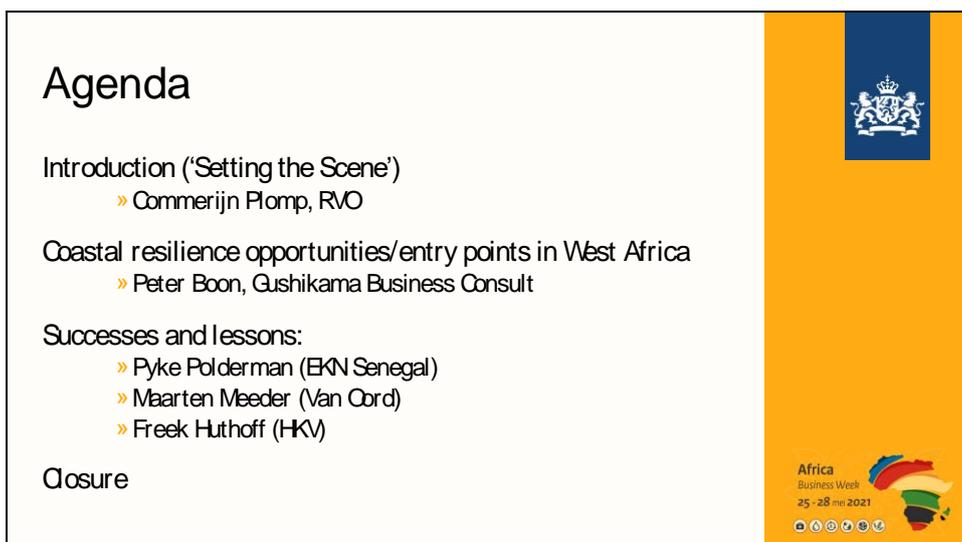 Agenda
Introduction (‘Setting the Scene’)
» Commerijn Plomp, RVO
Coastal resilience opportunities/entry points in West Africa
» Peter Boon, Gushikama Business Consult
Successes and lessons:
» Pyke Polderman (EKN Senegal)
» Maarten Meeder (Van Oord)
» Freek Huthoff (HKV)
Closure
Africa
Business Week
25 - 28 mei 2021